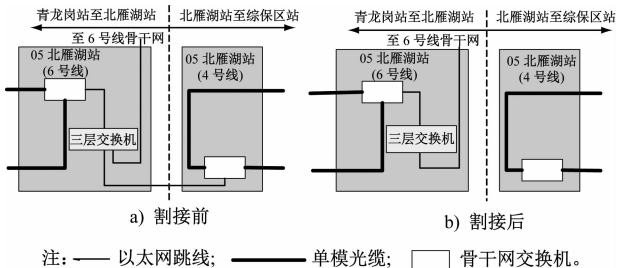 青龙岗站至北雁湖站
北雁湖站至综保区站
至 6 号线骨干网
05 北雁湖站
(6 号线)
05 北雁湖站
(4 号线)
三层交换机
a) 割接前
青龙岗站至北雁湖站
北雁湖站至综保区站
至 6 号线骨干网
05 北雁湖站
(6 号线)
05 北雁湖站
(4 号线)
三层交换机
b) 割接后
注: 以太网跳线; 单模光缆; 骨干网交换机。